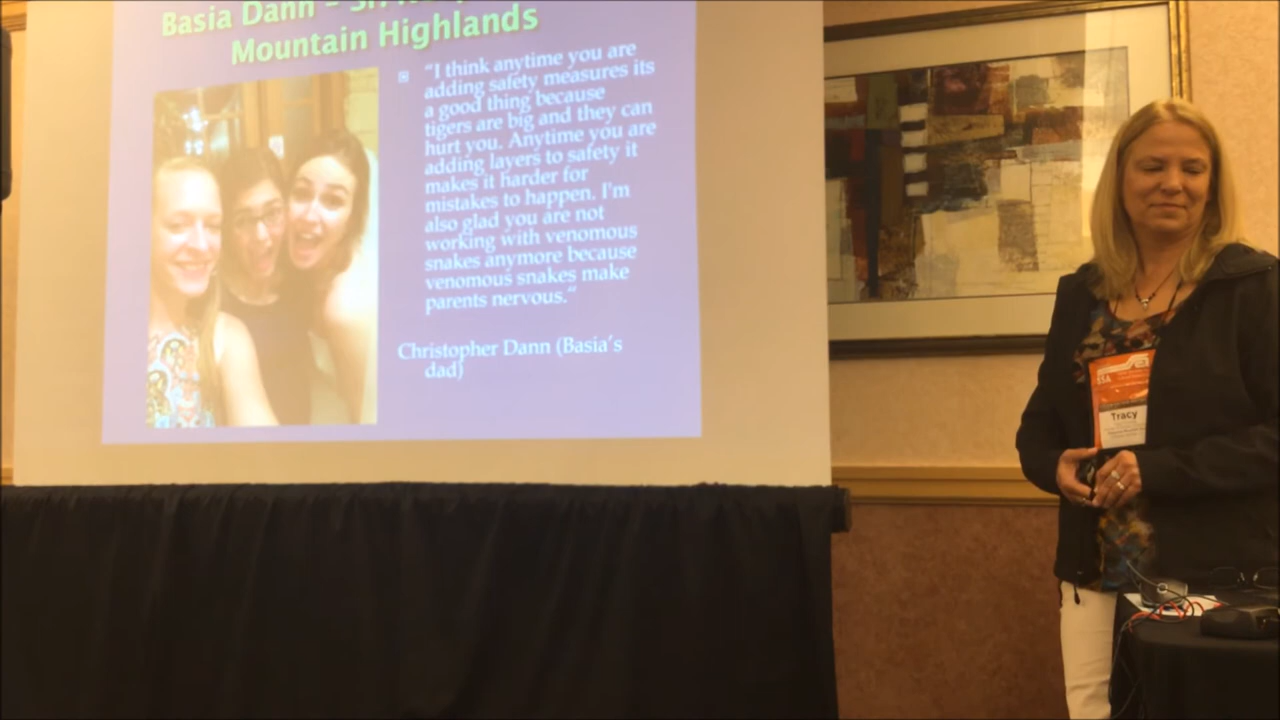 Basia Dann - Sr.
Mountain Highlands
“I think anytime you are
adding safety measures its
a good thing because
tigers are big and they can
hurt you. Anytime you are
adding layers to safety it
makes it harder for
mistakes to happen. I'm
also glad you are not
working with venomous
snakes anymore because
venomous snakes make
parents nervous.“
Christopher Dann (Basia’s
dad)
SSA
Tracy